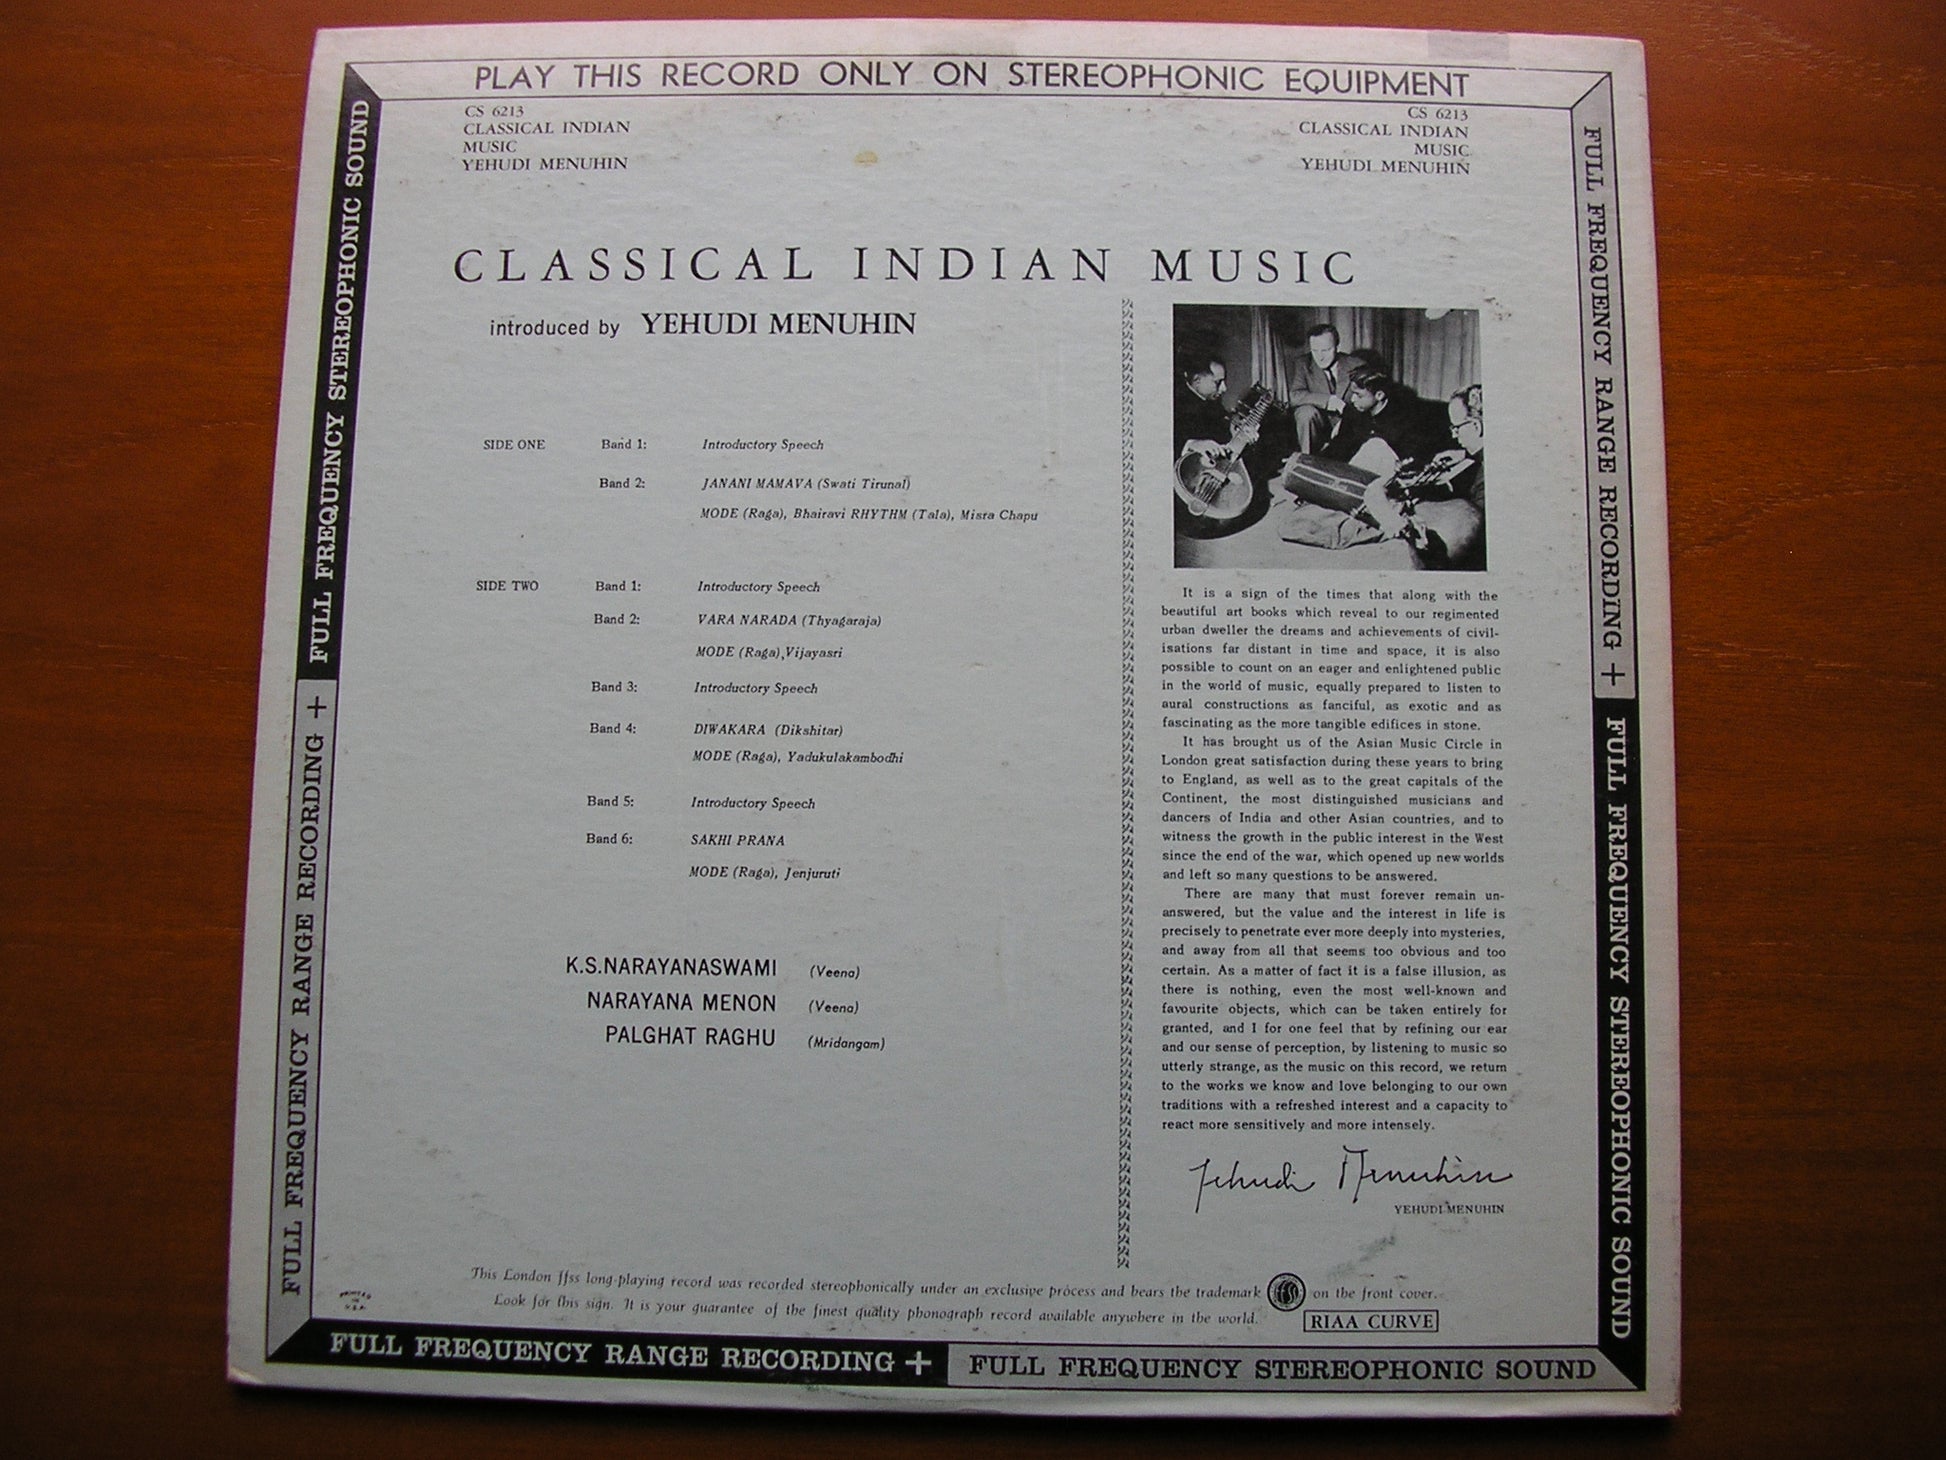 PLAY THIS RECORD ONLY ON STEREOPHONIC EQUIPMENT
CS 6213
CLASSICAL INDIAN
MUSIC
YEHUDI MENUHIN
CS 6213
CLASSICAL INDIAN
MUSIC
YEHUDI MENUHIN
CLASSICAL INDIAN MUSIC
introduced by YEHUDI MENUHIN
SIDE ONE Band 1: Introductory Speech
Band 2: JANANI MAMAVA (Swati Tirunal)
MODE (Raga), Bhairavi RHYTHM (Tala), Misra Chapu
SIDE TWO Band 1: Introductory Speech
Band 2: VARA NARADA (Thyagaraja)
MODE (Raga),Vijayasri
Band 3: Introductory Speech
Band 4: DIWAKARA (Dikshitar)
MODE (Raga), Yadukulakambodhi
Band 5: Introductory Speech
Band 6: SAKHI PRANA
MODE (Raga), Jenjuruti
K.S.NARAYANASWAMI (Veena)
NARAYANA MENON (Veena)
PALGHAT RAGHU (Mridangam)
It is a sign of the times that along with the
beautiful art books which reveal to our regimented
urban dweller the dreams and achievements of civil-
isations far distant in time and space, it is also
possible to count on an eager and enlightened public
in the world of music, equally prepared to listen to
aural constructions as fanciful, as exotic and as
fascinating as the more tangible edifices in stone.
It has brought us of the Asian Music Circle in
London great satisfaction during these years to bring
to England, as well as to the great capitals of the
Continent, the most distinguished musicians and
dancers of India and other Asian countries, and to
witness the growth in the public interest in the West
since the end of the war, which opened up new worlds
and left so many questions to be answered.
There are many that must forever remain un-
answered, but the value and the interest in life is
precisely to penetrate ever more deeply into mysteries,
and away from all that seems too obvious and too
certain. As a matter of fact it is a false illusion, as
there is nothing, even the most well-known and
favourite objects, which can be taken entirely for
granted, and I for one feel that by refining our ear
and our sense of perception, by listening to music so
utterly strange, as the music on this record, we return
to the works we know and love belonging to our own
traditions with a refreshed interest and a capacity to
react more sensitively and more intensely.
Yehudi Menuhin
YEHUDI MENUHIN
This London ffss long-playing record was recorded stereophonically under an exclusive process and bears the trademark ffss on the front cover.
Look for this sign. It is your guarantee of the finest quality phonograph record available anywhere in the world.
RIAA CURVE
PRINTED
IN
U.S.A.
FULL FREQUENCY RANGE RECORDING + FULL FREQUENCY STEREOPHONIC SOUND
FULL FREQUENCY RANGE RECORDING + FULL FREQUENCY STEREOPHONIC SOUND
FULL FREQUENCY RANGE RECORDING + FULL FREQUENCY STEREOPHONIC SOUND